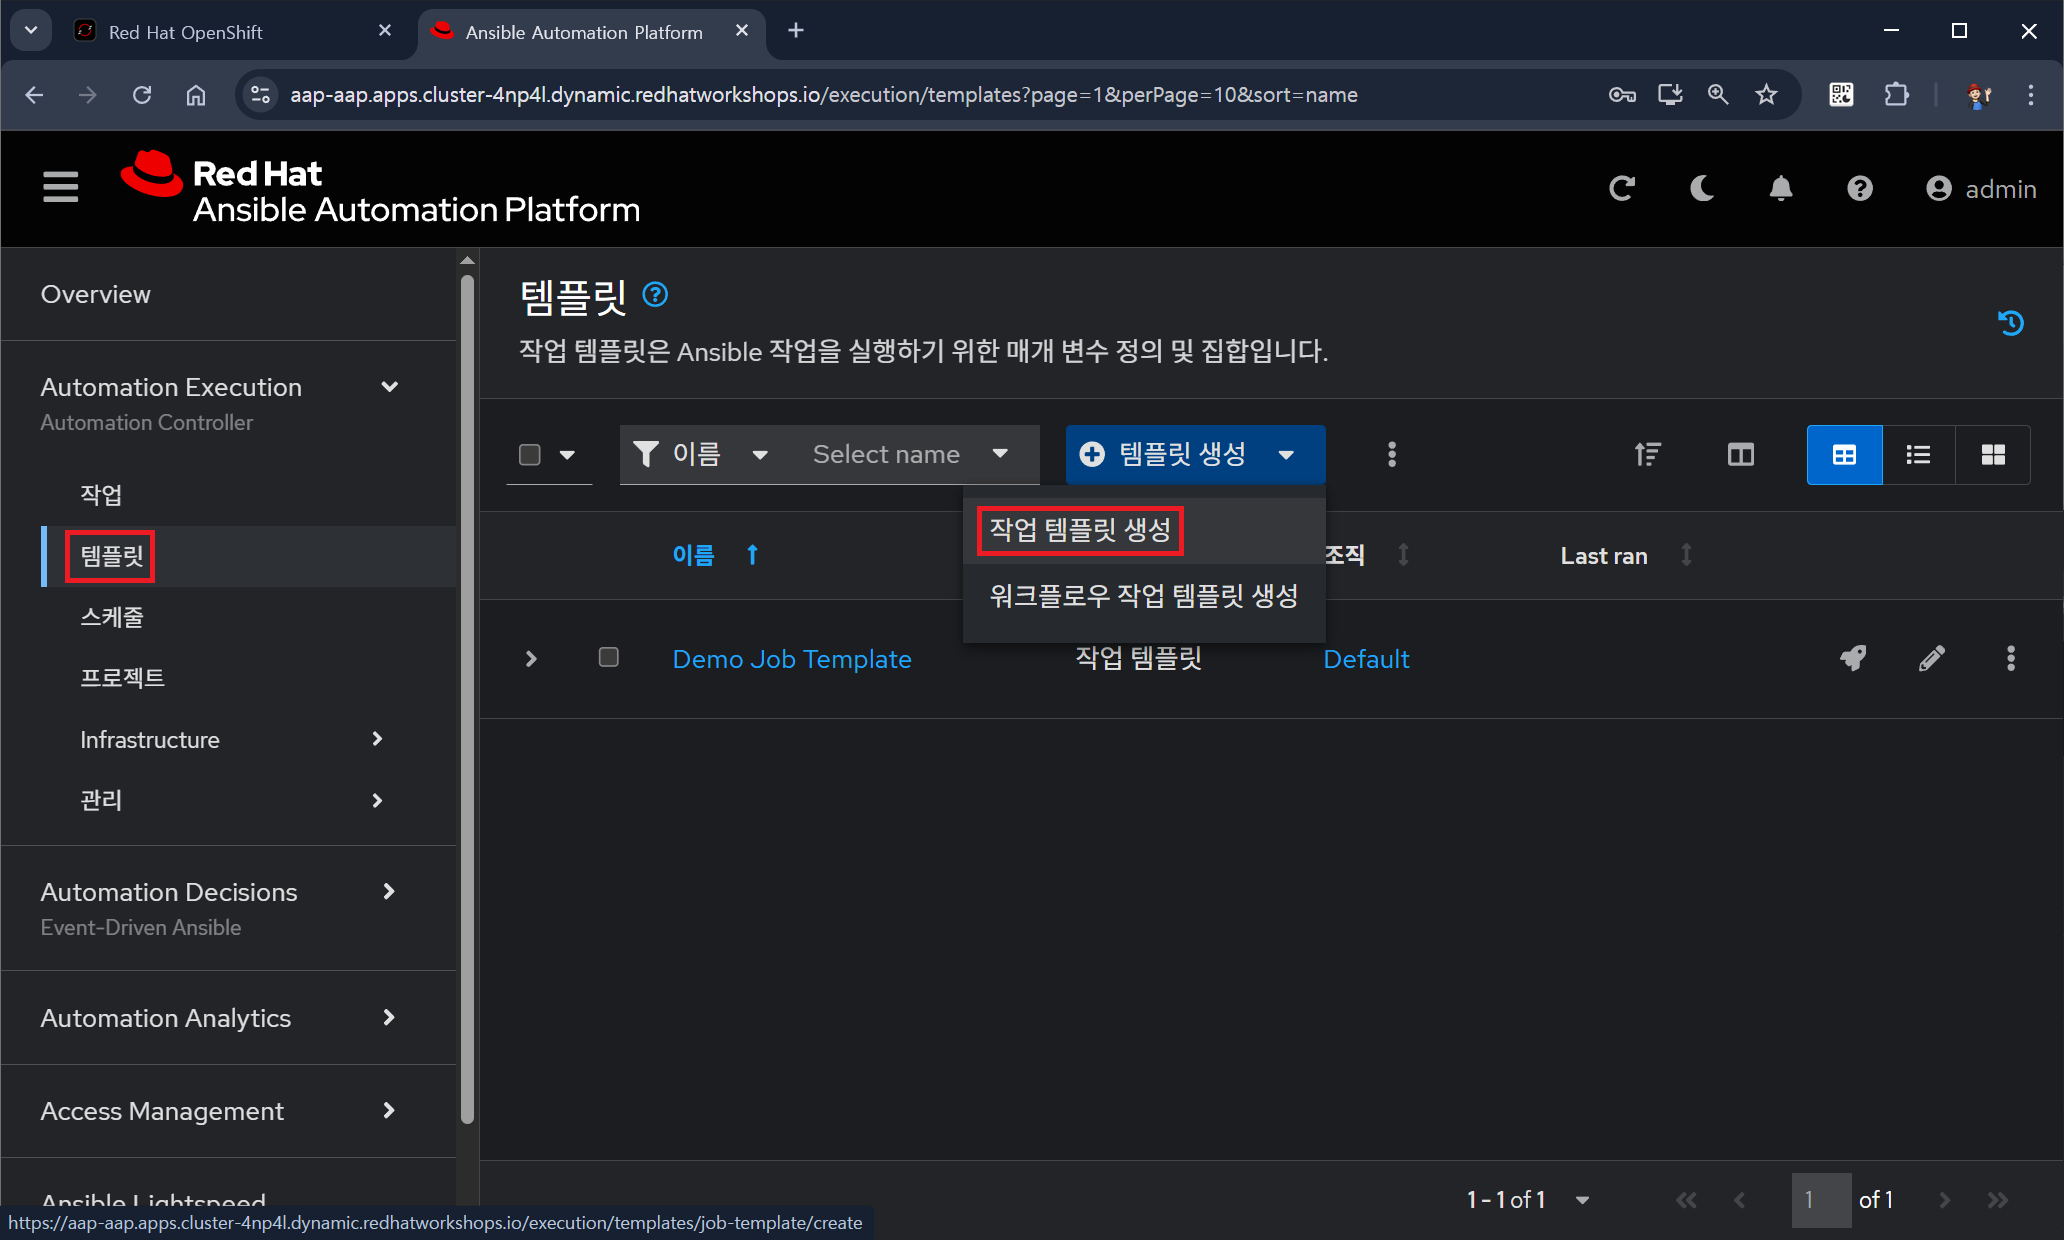 Red Hat OpenShift
Ansible Automation Platform
aap-aap.apps.cluster-4np4l.dynamic.redhatworkshops.io/execution/templates?page=1&perPage=10&sort=name
Red Hat
Ansible Automation Platform
admin
Overview
Automation Execution
Automation Controller
작업
템플릿
스케줄
프로젝트
Infrastructure
관리
Automation Decisions
Event-Driven Ansible
Automation Analytics
Access Management
Ansible Lightspeed
템플릿
작업 템플릿은 Ansible 작업을 실행하기 위한 매개 변수 정의 및 집합입니다.
이름 Select name 템플릿 생성
작업 템플릿 생성
워크플로우 작업 템플릿 생성
이름 조직 Last ran
Demo Job Template 작업 템플릿 Default
1 - 1 of 1 1 of 1
https://aap-aap.apps.cluster-4np4l.dynamic.redhatworkshops.io/execution/templates/job-template/create